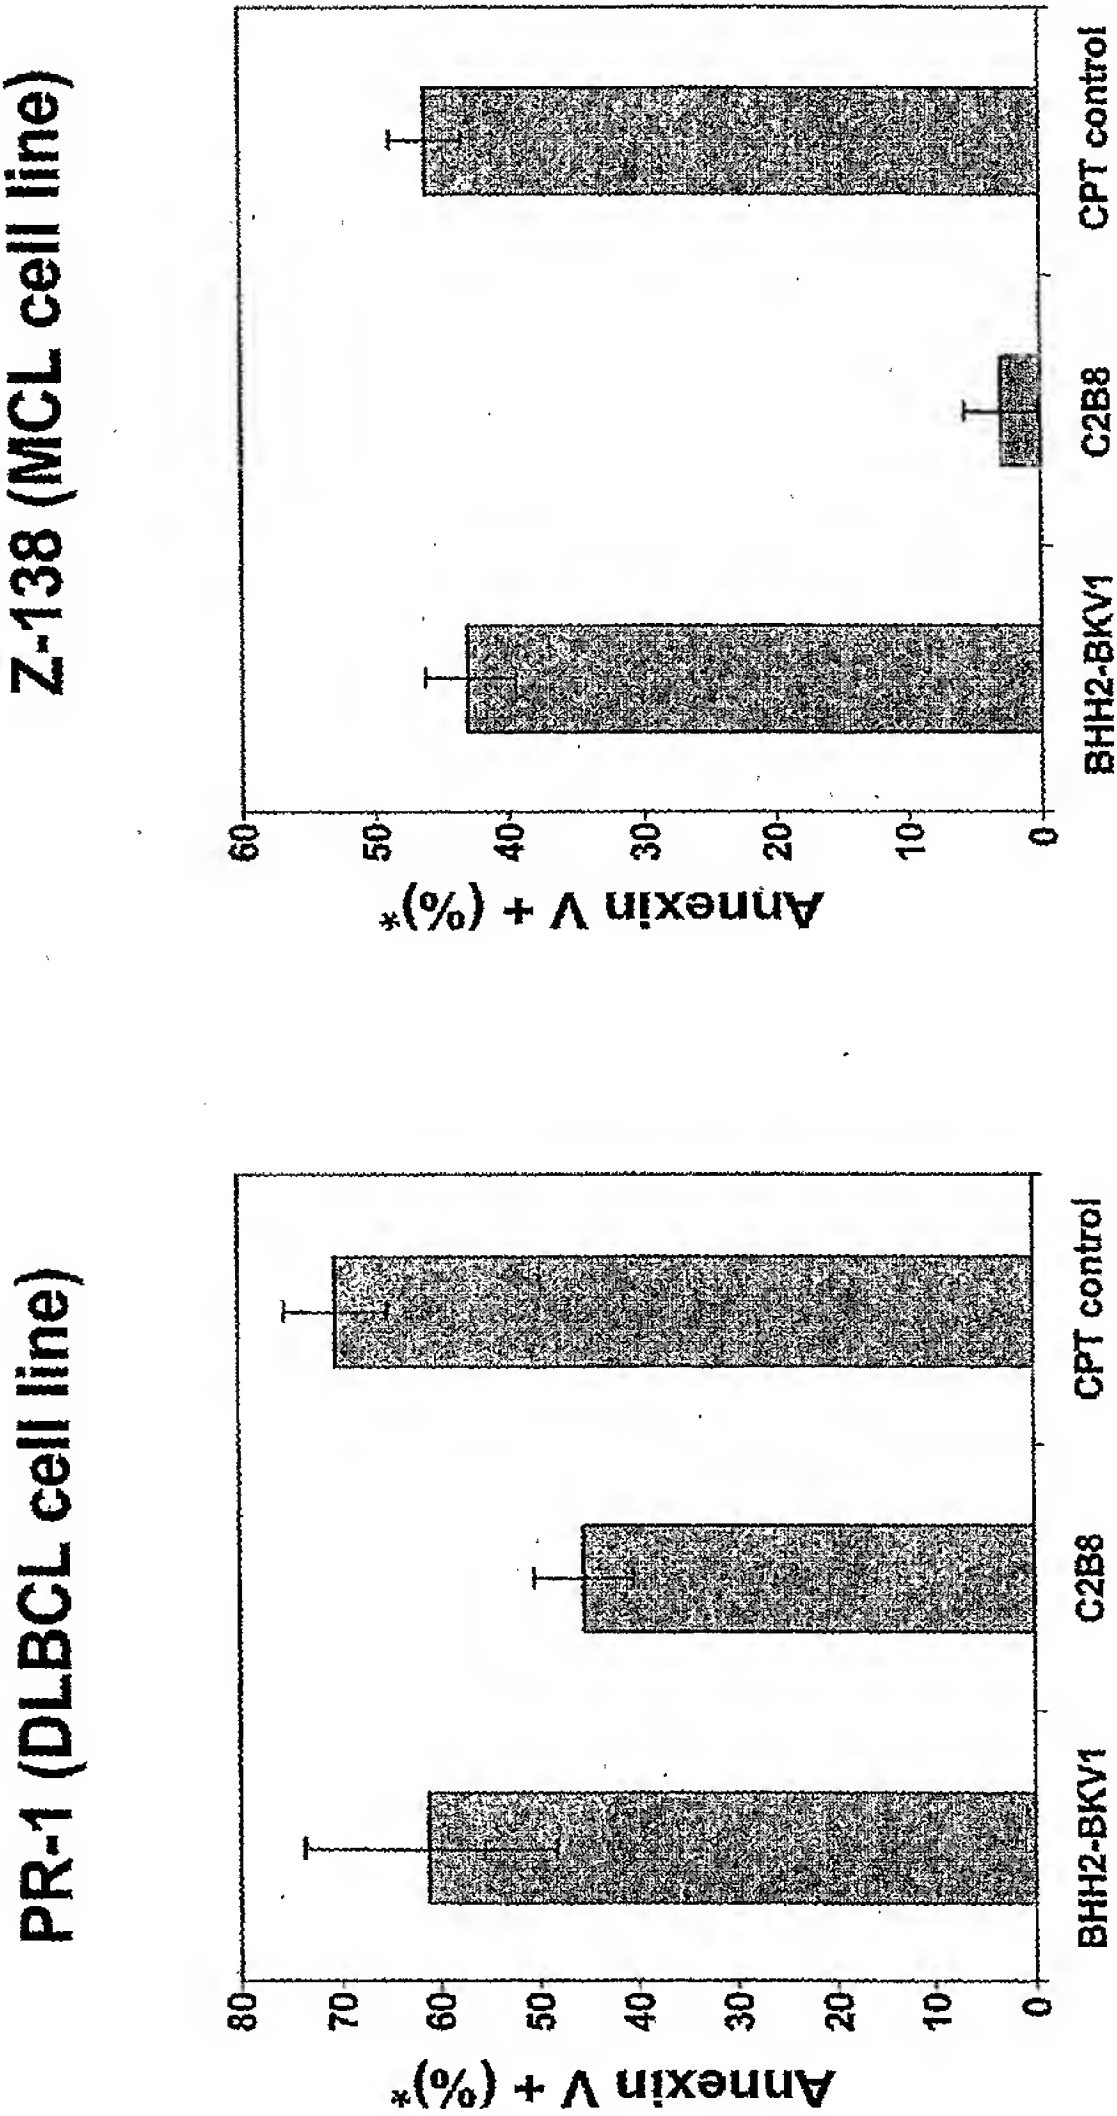 PR-1 (DLBCL cell line)
Annexin V + (%)*
80
70
60
50
40
30
20
10
0
BHH2-BKV1
C2B8
CPT control
Z-138 (MCL cell line)
Annexin V + (%)*
60
50
40
30
20
10
0
BHH2-BKV1
C2B8
CPT control